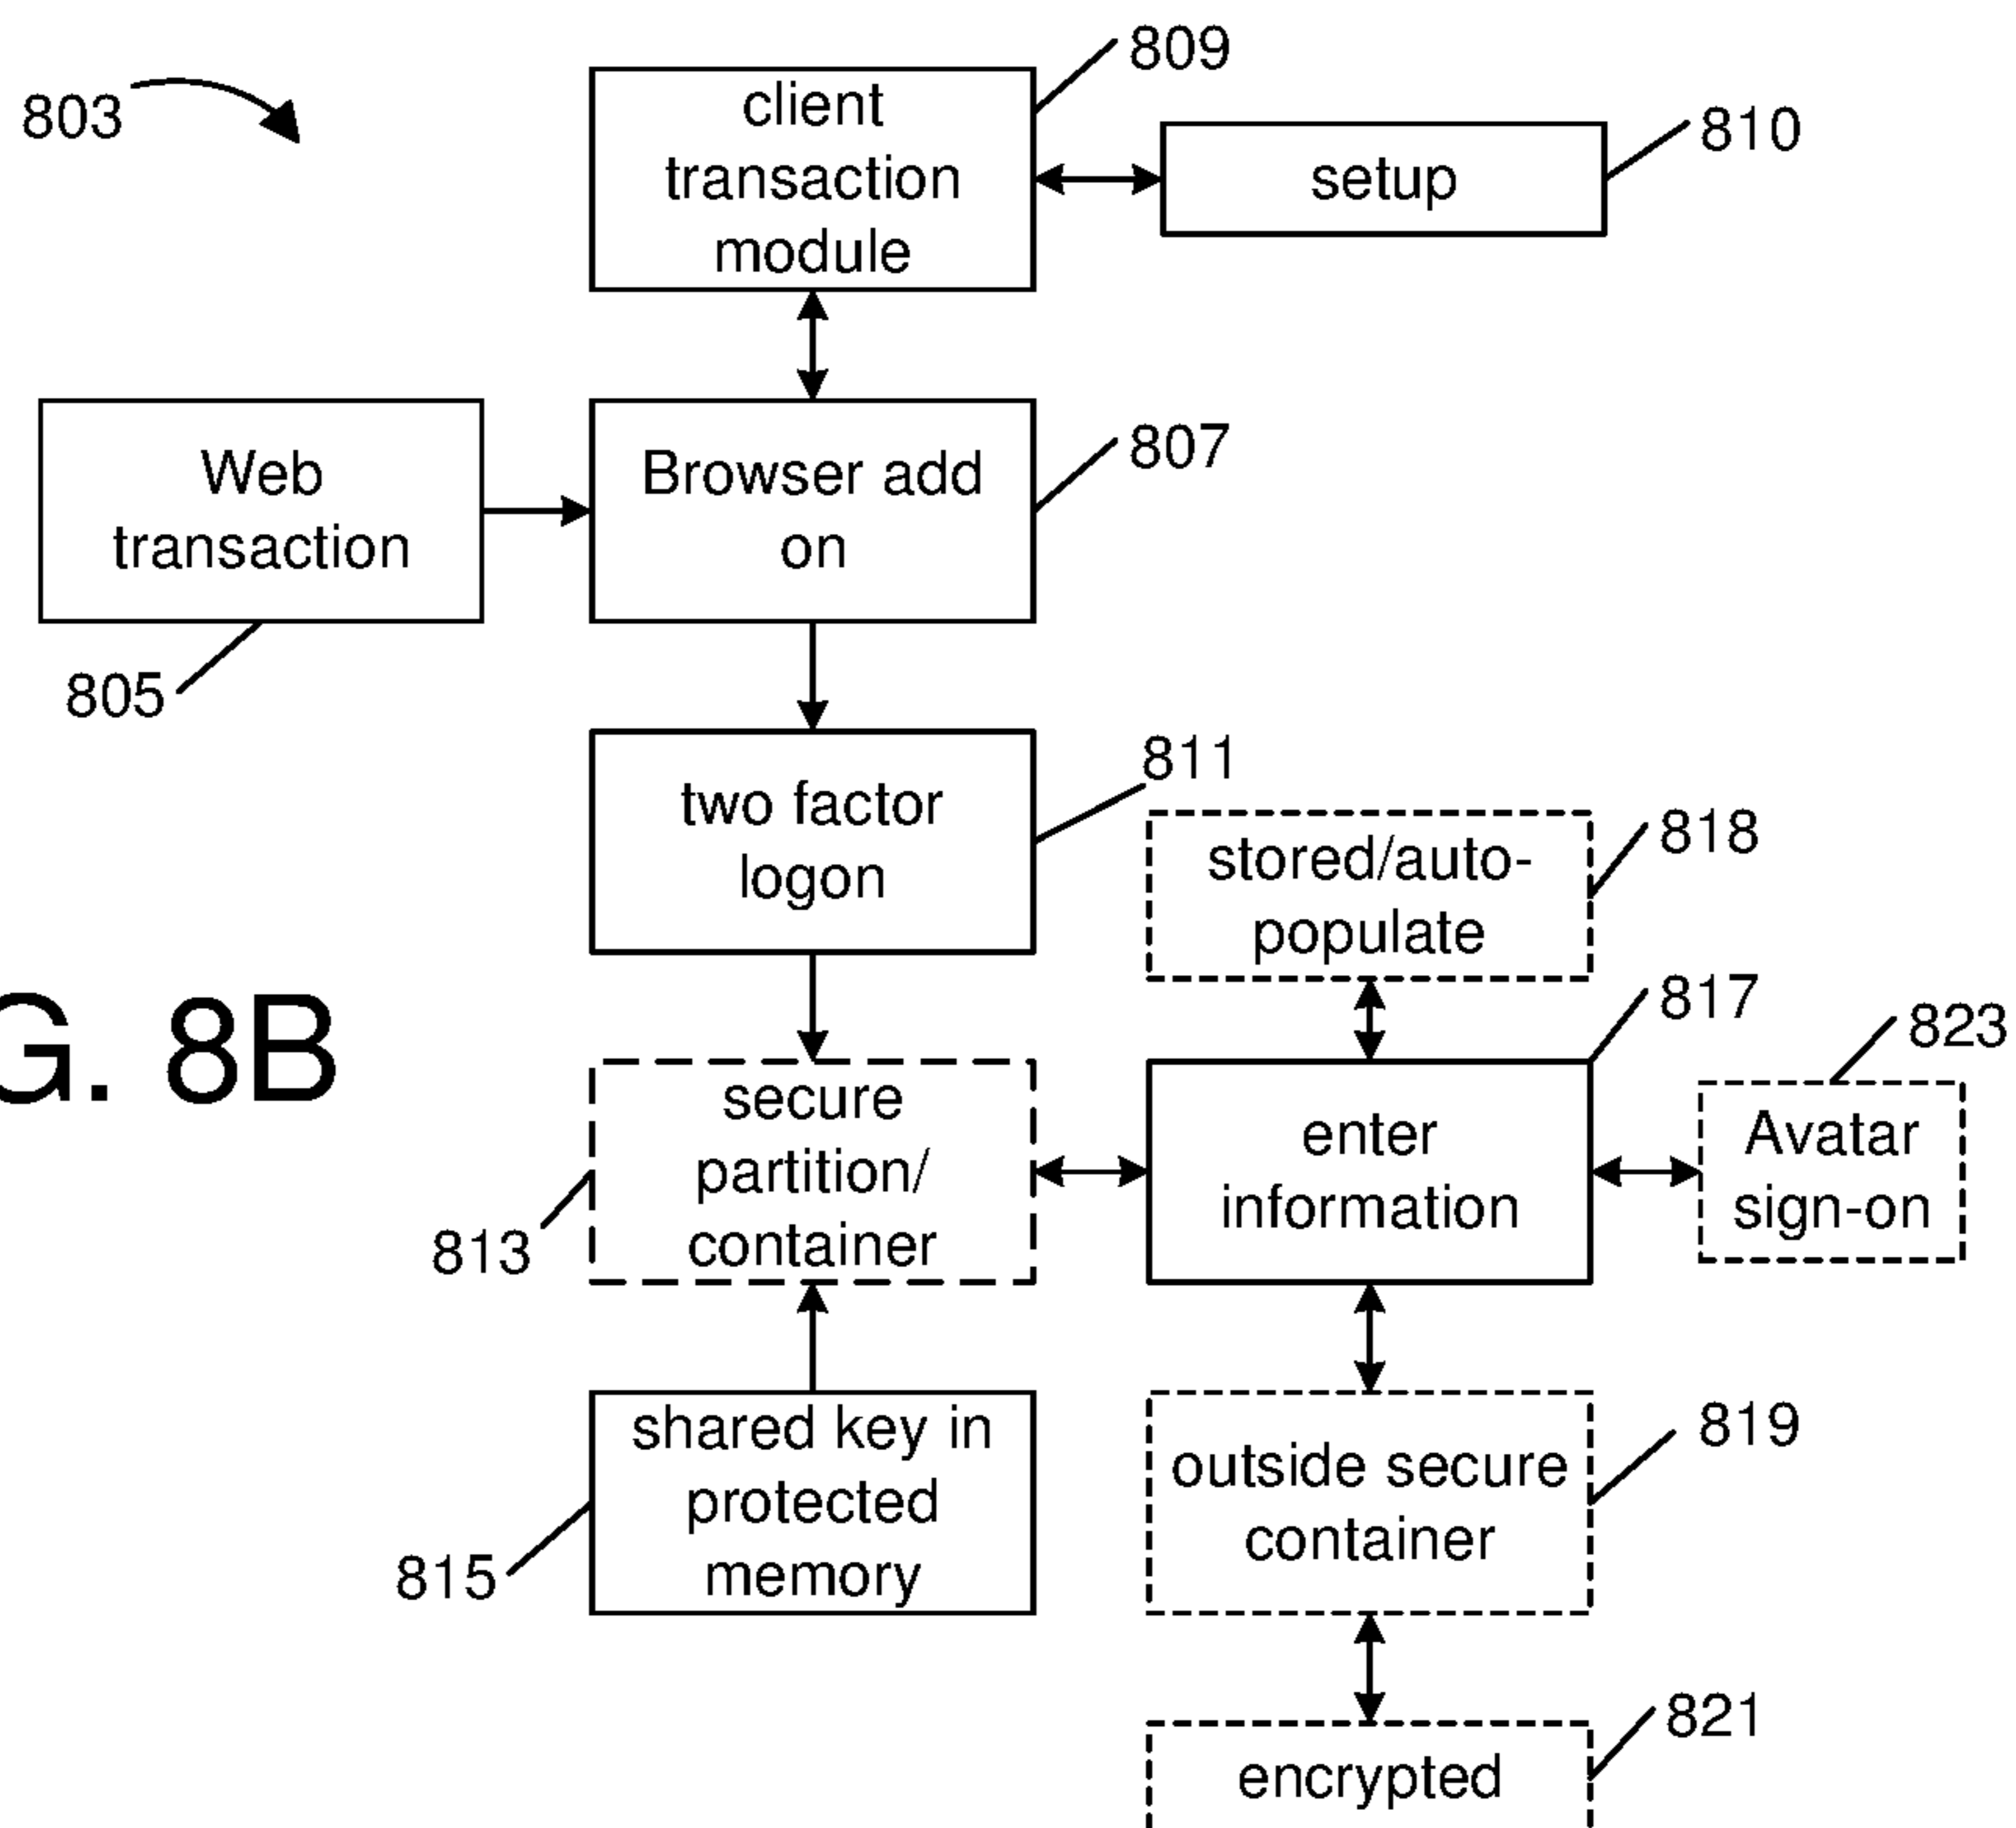 803
809
client
transaction
module
810
setup
Web
transaction
805
Browser add
on
807
two factor
logon
811
stored/auto-
populate
818
G. 8B
secure
partition/
container
813
enter
information
817
Avatar
sign-on
823
shared key in
protected
memory
815
outside secure
container
819
encrypted
821